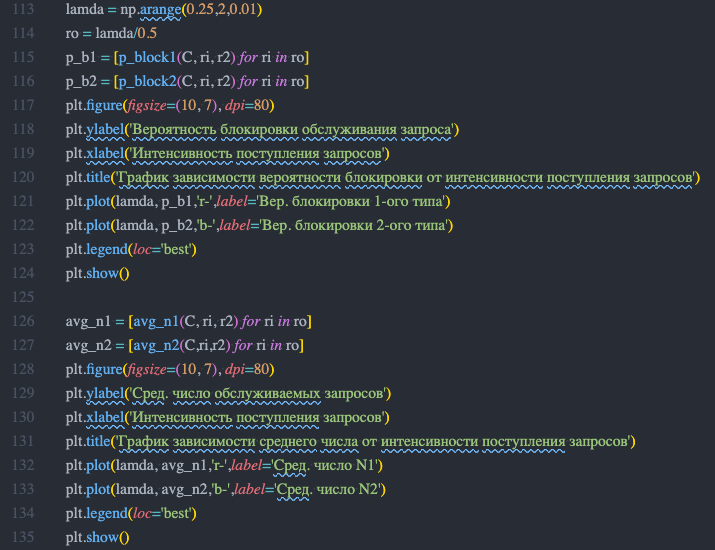 113 lamda = np.arange(0.25,2,0.01)
114 ro = lamda/0.5
115 p_b1 = [p_block1(C, ri, r2) for ri in ro]
116 p_b2 = [p_block2(C, ri, r2) for ri in ro]
117 plt.figure(figsize=(10, 7), dpi=80)
118 plt.ylabel('Вероятность блокировки обслуживания запроса')
119 plt.xlabel('Интенсивность поступления запросов')
120 plt.title('График зависимости вероятности блокировки от интенсивности поступления запросов')
121 plt.plot(lamda, p_b1,'r-',label='Вер. блокировки 1-ого типа')
122 plt.plot(lamda, p_b2,'b-',label='Вер. блокировки 2-ого типа')
123 plt.legend(loc='best')
124 plt.show()
125
126 avg_n1 = [avg_n1(C, ri, r2) for ri in ro]
127 avg_n2 = [avg_n2(C,ri,r2) for ri in ro]
128 plt.figure(figsize=(10, 7), dpi=80)
129 plt.ylabel('Сред. число обслуживаемых запросов')
130 plt.xlabel('Интенсивность поступления запросов')
131 plt.title('График зависимости среднего числа от интенсивности поступления запросов')
132 plt.plot(lamda, avg_n1,'r-',label='Сред. число N1')
133 plt.plot(lamda, avg_n2,'b-',label='Сред. число N2')
134 plt.legend(loc='best')
135 plt.show()